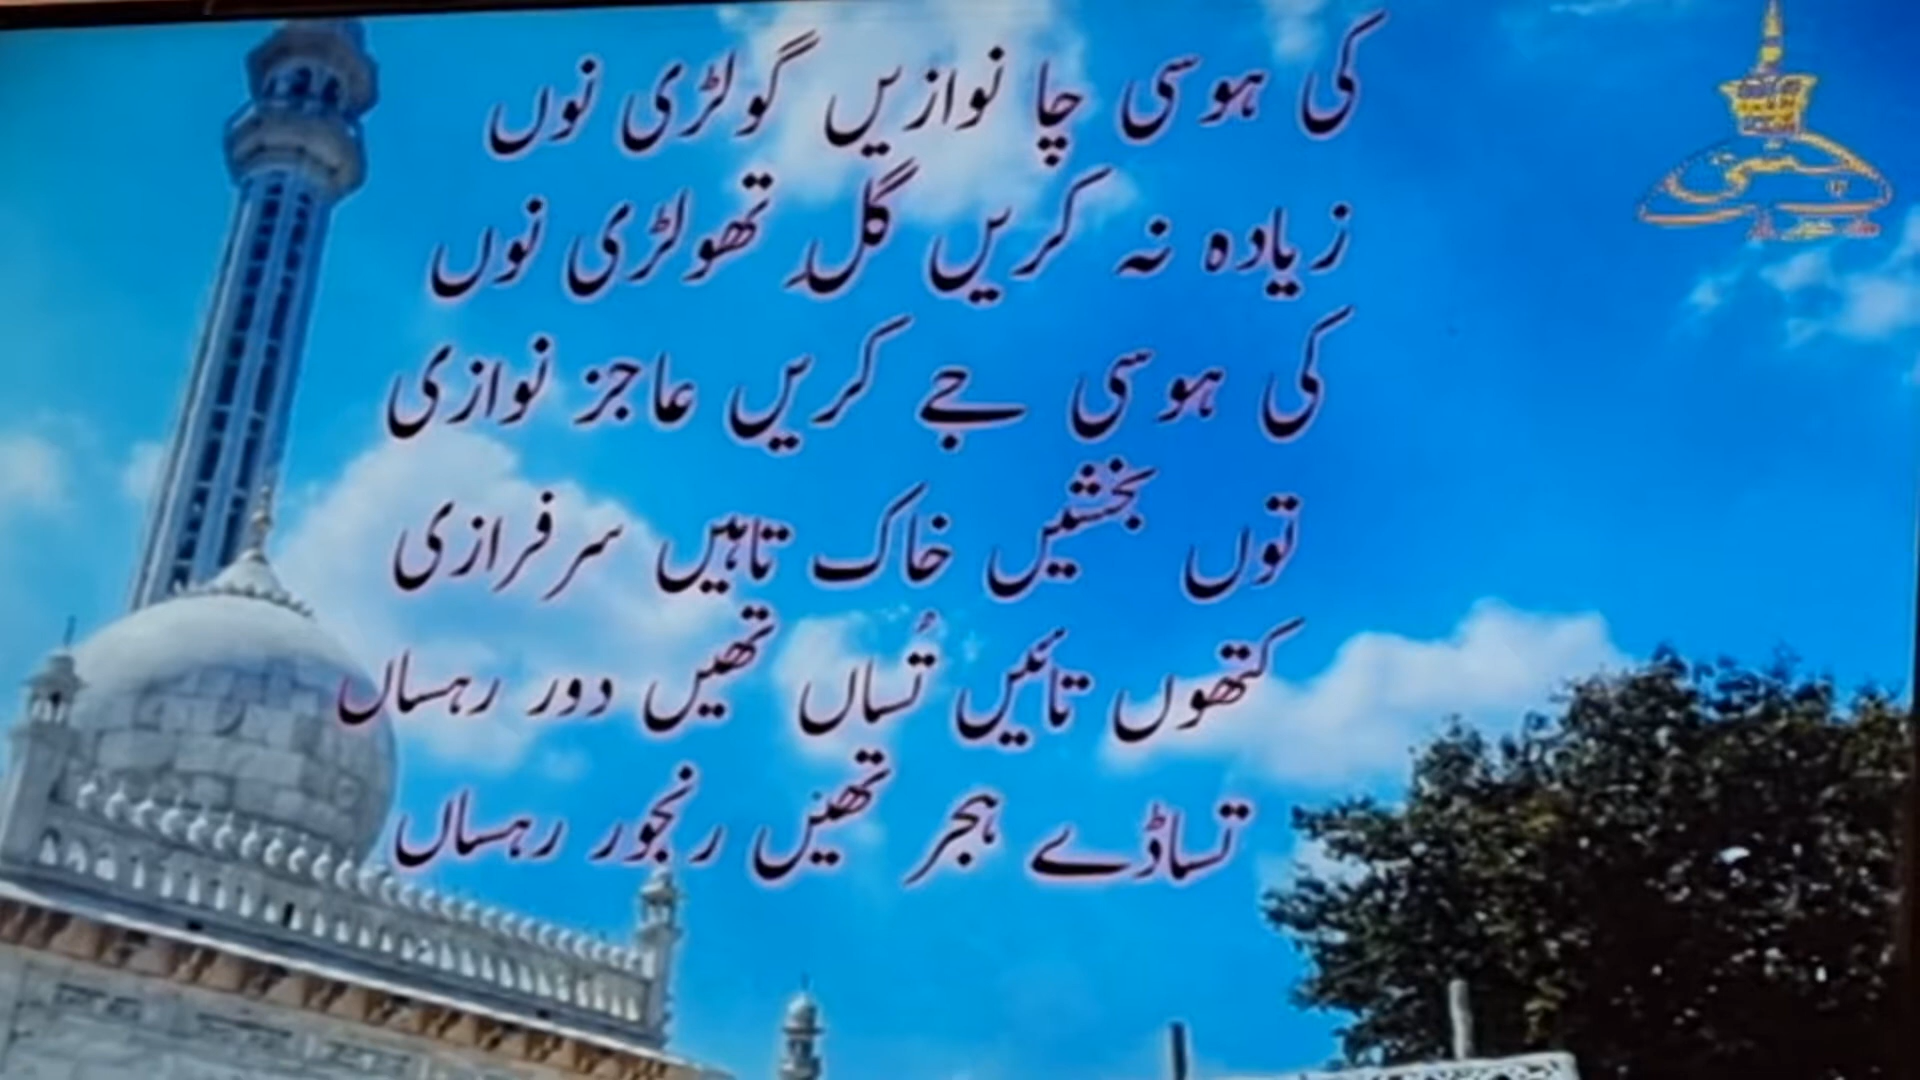 کی ہوسی چا نوازیں گولڑی نوں
زیادہ نہ کریں گلِ تھولڑی نوں
کی ہوسی جے کریں عاجز نوازی
توں بخشیں خاک تاہیں سرفرازی
کتھوں تائیں تُساں تھیں دور رہساں
تساڈے ہجر تھیں رنجور رہساں
چشتی